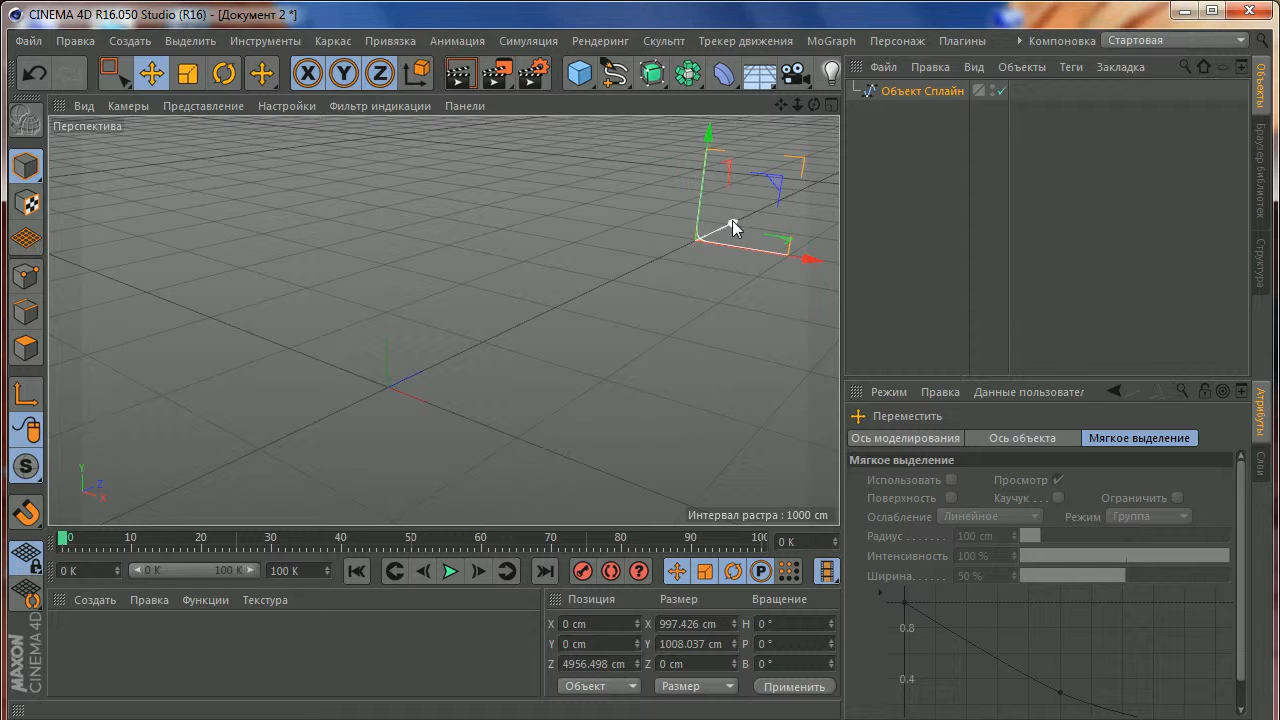 CINEMA 4D R16.050 Studio (R16) - [Документ 2 *]
Файл Правка Создать Выделить Инструменты Каркас Привязка Анимация Симуляция Рендеринг Скульпт Трекер движения MoGraph Персонаж Плагины Компоновка Стартовая
X Y Z
Файл Правка Вид Объекты Теги Закладка
Вид Камеры Представление Настройки Фильтр индикации Панели
Объект Сплайн
Перспектива
Объекты
Браузер библиотек
Структура
Режим Правка Данные пользовател
Переместить
Ось моделирования Ось объекта Мягкое выделение
Мягкое выделение
Использовать Просмотр
Поверхность Каучук . . . Ограничить
Ослабление Линейное Режим Группа
Радиус . . . . . . . 100 cm
Интенсивность 100 %
Ширина. . . . . . 50 %
0.8
0.4
Атрибуты
Слои
S
Y
Z
X
Интервал растра : 1000 cm
0 10 20 30 40 50 60 70 80 90 100 0 K
0 K 0 K 100 K 100 K
P
Создать Правка Функции Текстура
Позиция Размер Вращение
X 0 cm X 997.426 cm H 0 °
Y 0 cm Y 1008.037 cm P 0 °
Z 4956.498 cm Z 0 cm B 0 °
Объект Размер Применить
MAXON
CINEMA 4D